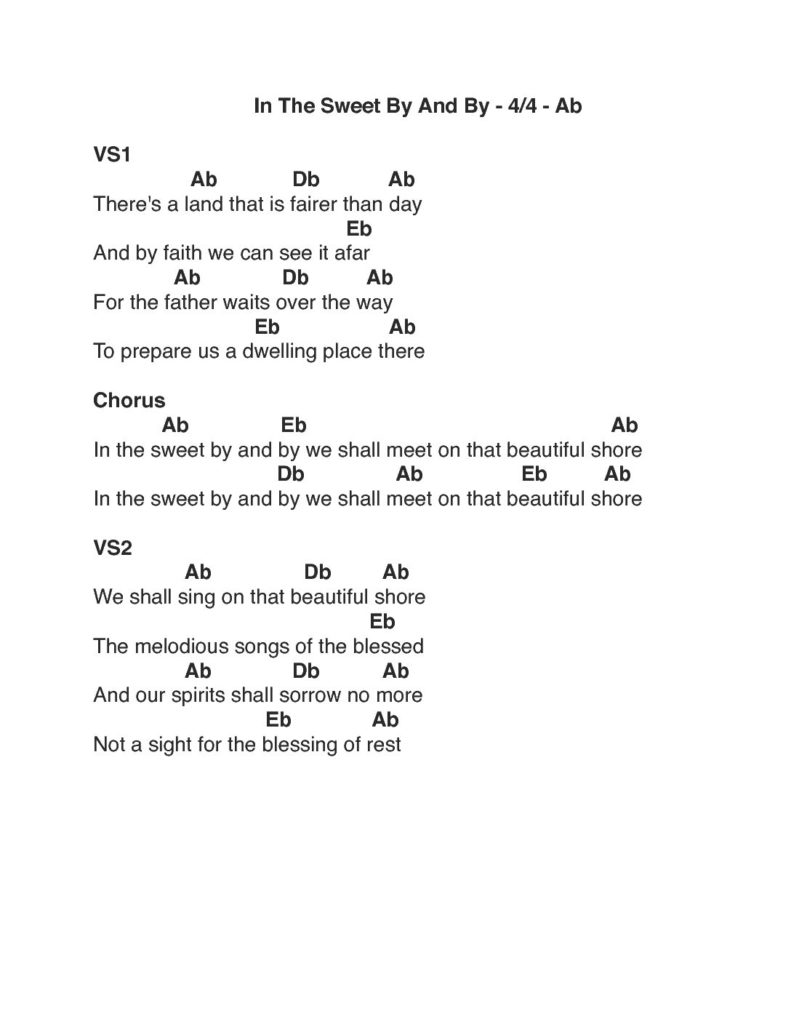 In The Sweet By And By - 4/4 - Ab
VS1
Ab Db Ab
There's a land that is fairer than day
Eb
And by faith we can see it afar
Ab Db Ab
For the father waits over the way
Eb Ab
To prepare us a dwelling place there
Chorus
Ab Eb Ab
In the sweet by and by we shall meet on that beautiful shore
Db Ab Eb Ab
In the sweet by and by we shall meet on that beautiful shore
VS2
Ab Db Ab
We shall sing on that beautiful shore
Eb
The melodious songs of the blessed
Ab Db Ab
And our spirits shall sorrow no more
Eb Ab
Not a sight for the blessing of rest